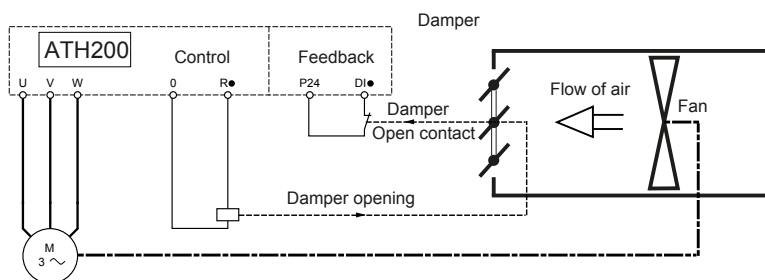 Damper
ATH200
Control
Feedback
U V W 0 R● P24 DI●
Damper
Open contact
Flow of air
Fan
Damper opening
M
3 ~